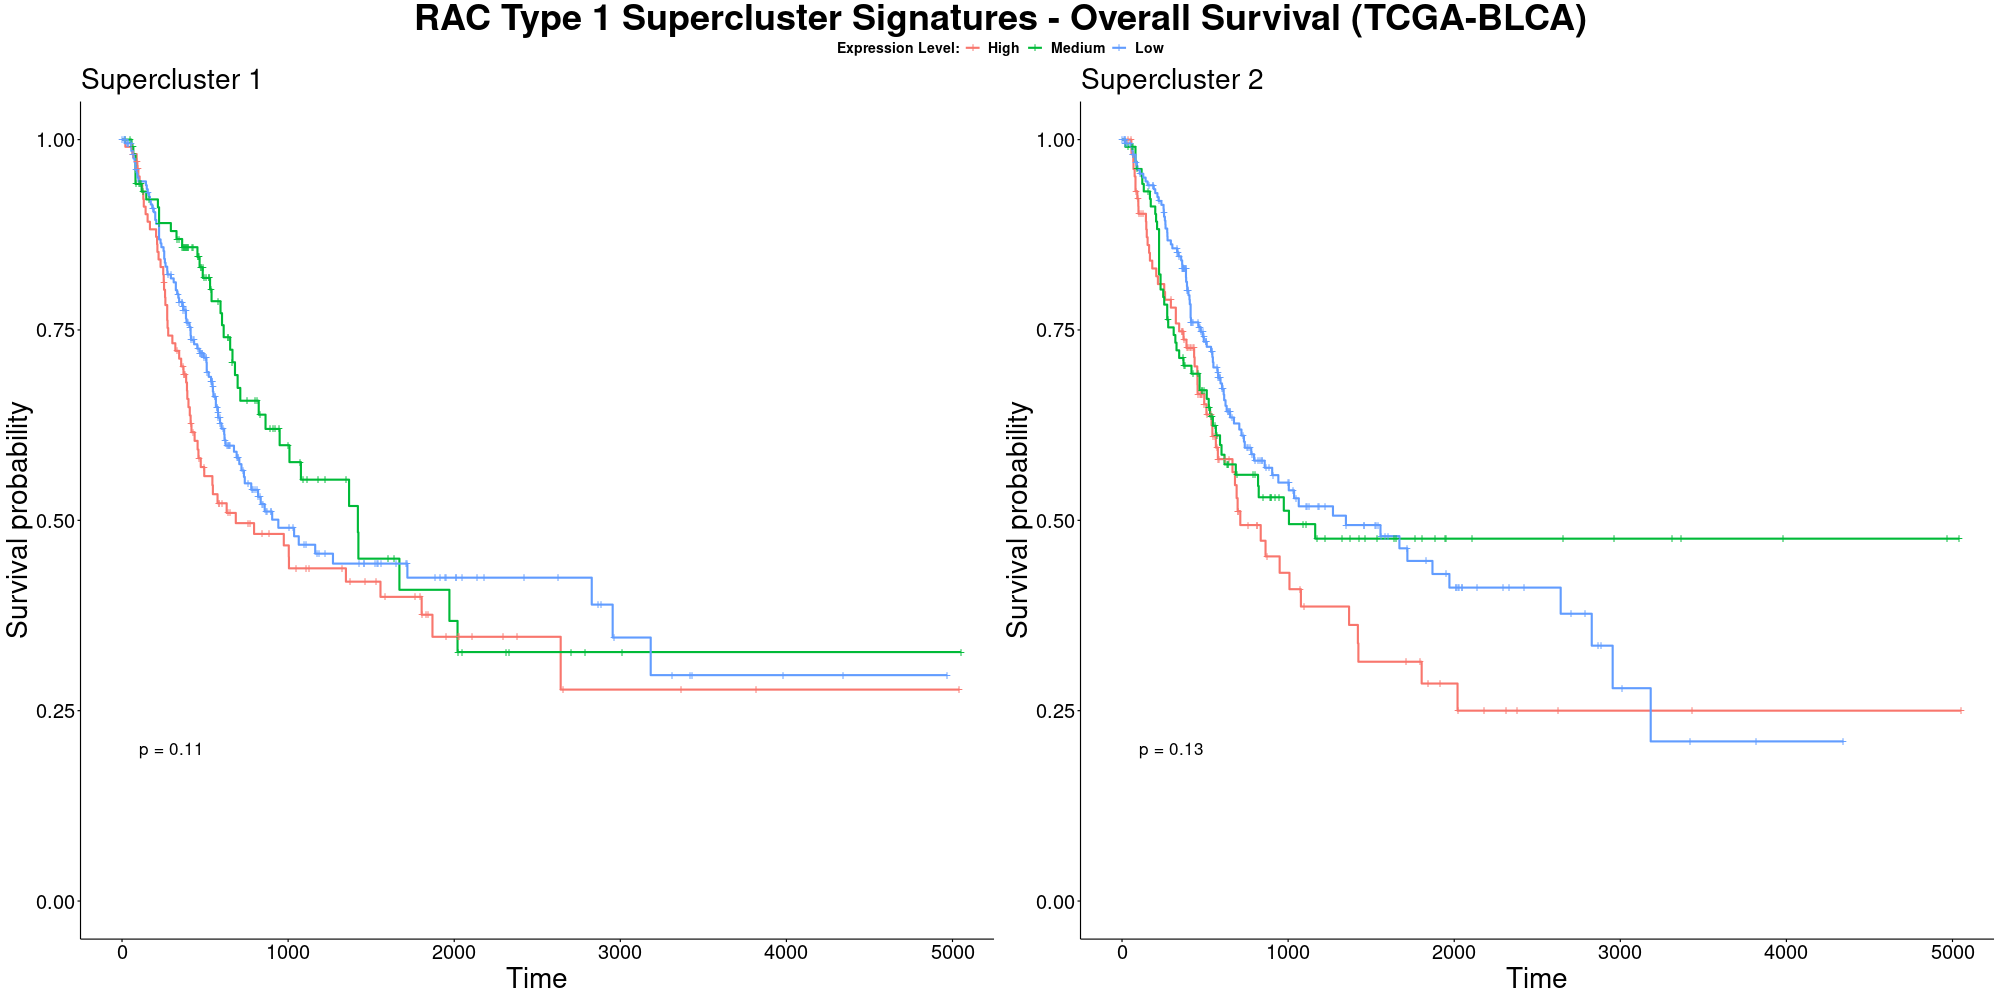 RAC Type 1 Supercluster Signatures - Overall Survival (TCGA-BLCA)
Expression Level: High Medium Low
Supercluster 1
Survival probability
1.00
0.75
0.50
0.25
0.00
p = 0.11
0 1000 2000 3000 4000 5000
Time
Supercluster 2
Survival probability
1.00
0.75
0.50
0.25
0.00
p = 0.13
0 1000 2000 3000 4000 5000
Time